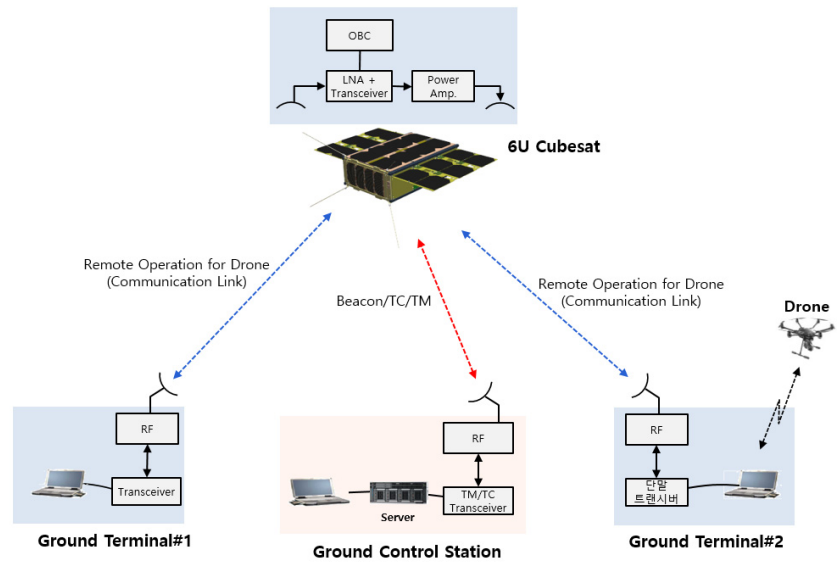 OBC
LNA +
Transceiver
Power
Amp.
6U Cubesat
Remote Operation for Drone
(Communication Link)
Beacon/TC/TM
Remote Operation for Drone
(Communication Link)
Drone
RF
Transceiver
Ground Terminal#1
RF
Server
TM/TC
Transceiver
Ground Control Station
RF
단말
트랜시버
Ground Terminal#2